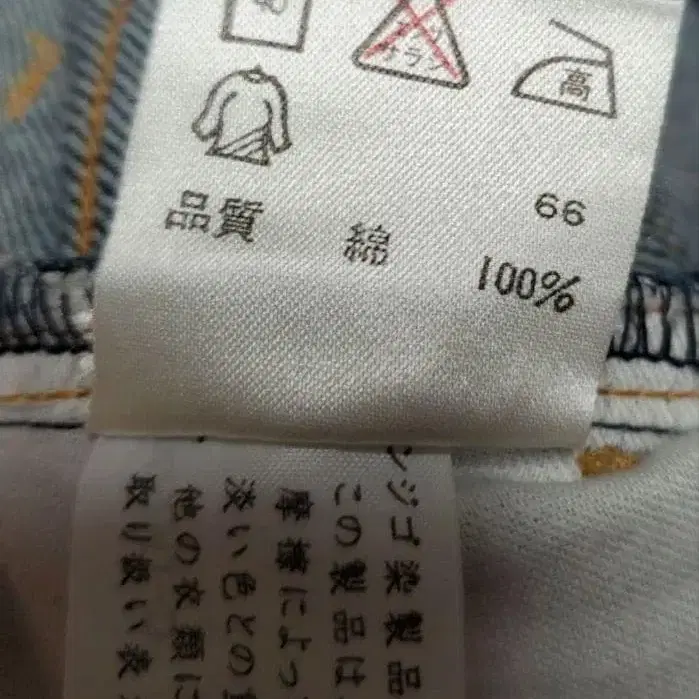 サラシ
高
66
品質 綿 100%
ンジゴ染製品
この製品は
摩擦によっ
淡い色との
他の衣類に
取り扱い表